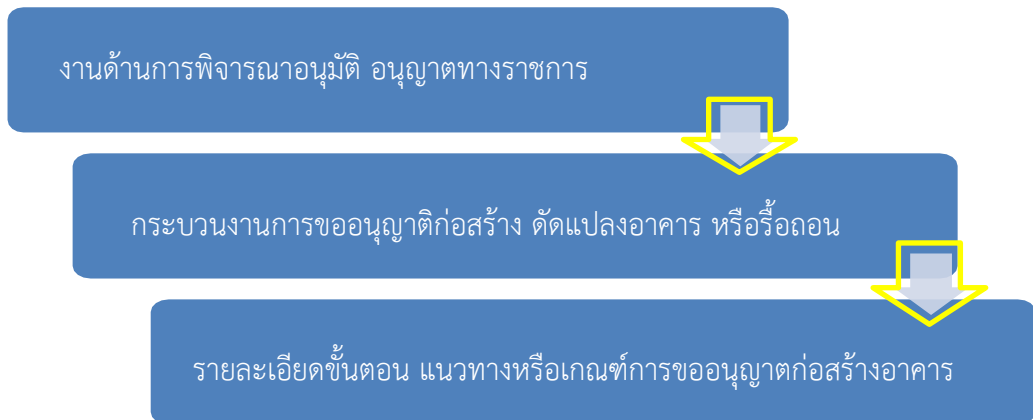 งานด้านการพิจารณาอนุมัติ อนุญาตทางราชการ
กระบวนงานการขออนุญาติก่อสร้าง ดัดแปลงอาคาร หรือรื้อถอน
รายละเอียดขั้นตอน แนวทางหรือเกณฑ์การขออนุญาตก่อสร้างอาคาร